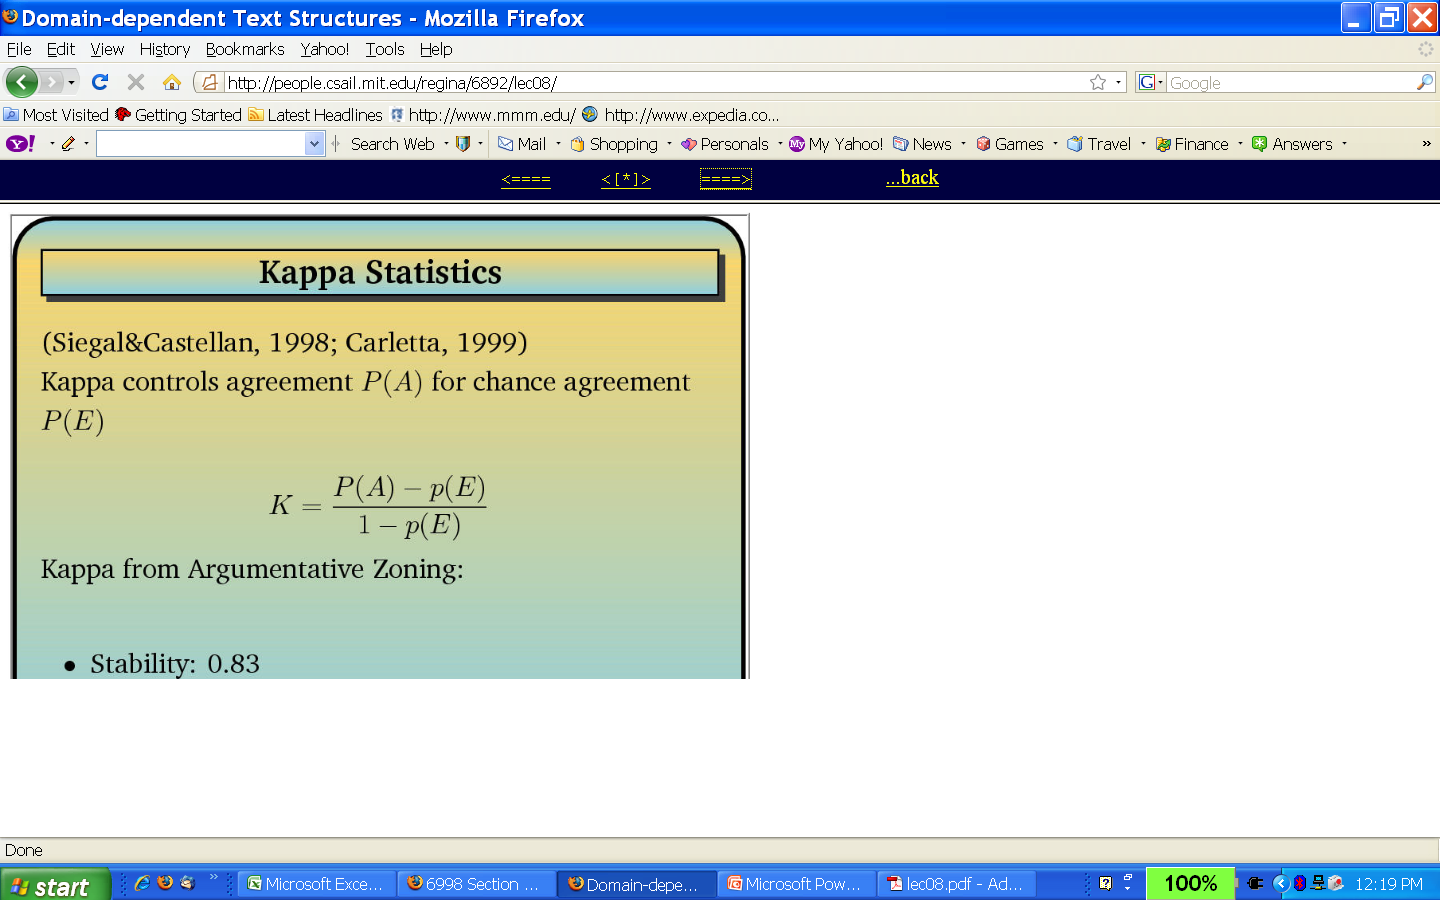 Domain-dependent Text Structures - Mozilla Firefox
File Edit View History Bookmarks Yahoo! Tools Help
http://people.csail.mit.edu/regina/6892/lec08/ G Google
Most Visited Getting Started Latest Headlines http://www.mmm.edu/ http://www.expedia.co...
Y! Search Web Mail Shopping Personals My Yahoo! News Games Travel Finance Answers »
<==== <[*]> ====> ...back
Kappa Statistics
(Siegal&Castellan, 1998; Carletta, 1999)
Kappa controls agreement P(A) for chance agreement
P(E)
K = P(A) − p(E) / 1 − p(E)
Kappa from Argumentative Zoning:
• Stability: 0.83
Done
start » Microsoft Exce... 6998 Section ... Domain-depe... Microsoft Pow... lec08.pdf - Ad... 100% 12:19 PM